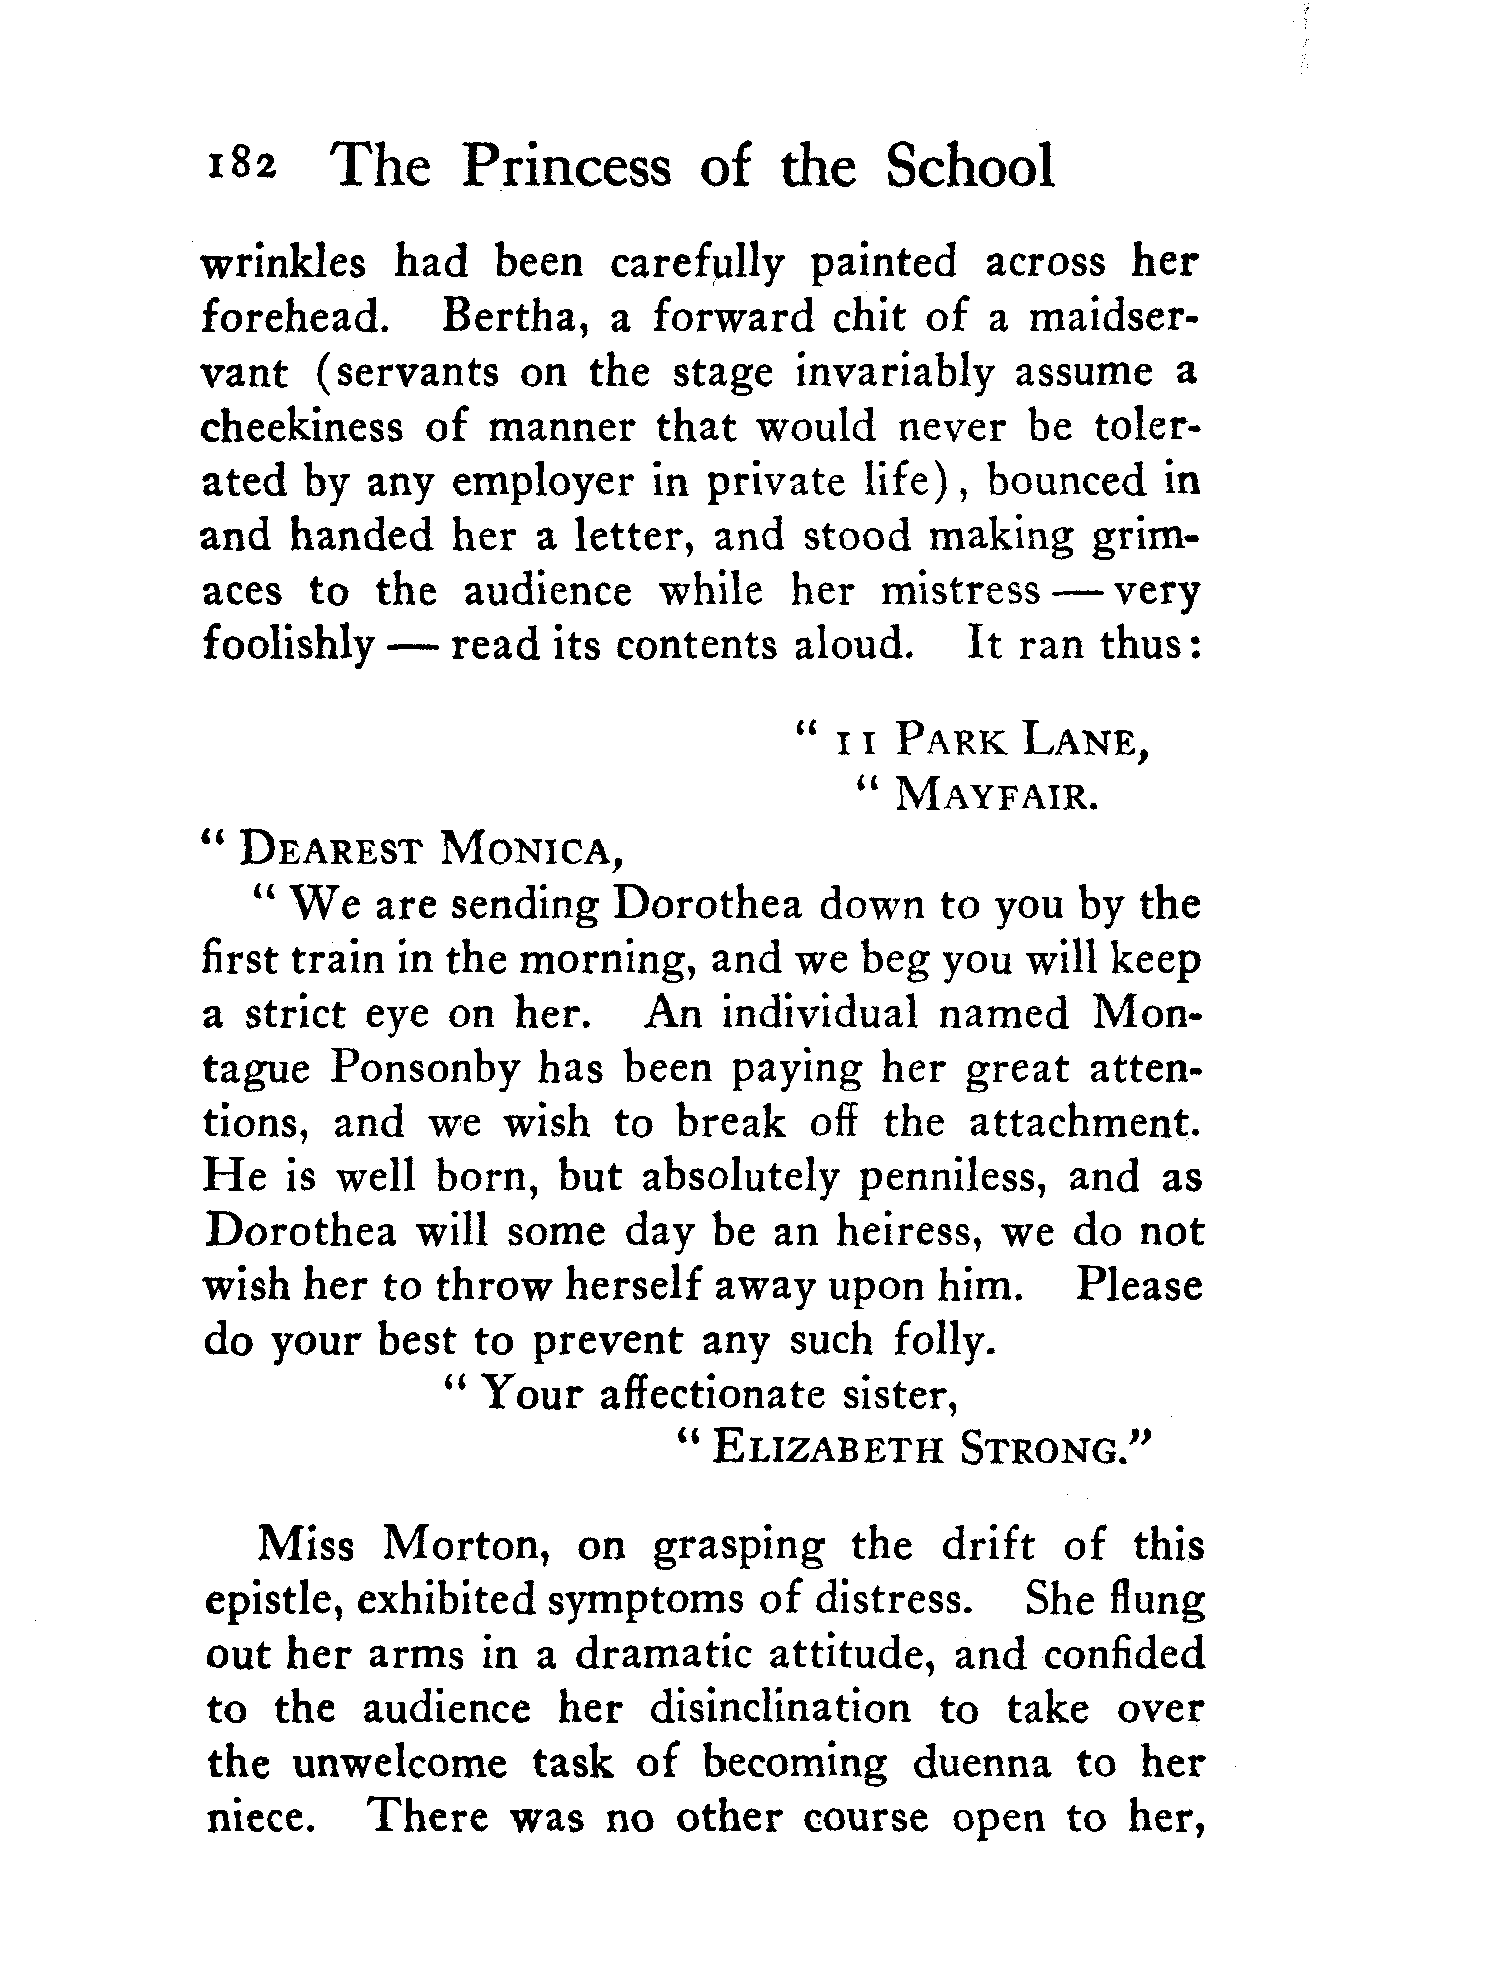 182 The Princess of the School
wrinkles had been carefully painted across her
forehead. Bertha, a forward chit of a maidser-
vant (servants on the stage invariably assume a
cheekiness of manner that would never be toler-
ated by any employer in private life), bounced in
and handed her a letter, and stood making grim-
aces to the audience while her mistress — very
foolishly — read its contents aloud. It ran thus:
“ 11 PARK LANE,
“ MAYFAIR.
“ DEAREST MONICA,
“ We are sending Dorothea down to you by the
first train in the morning, and we beg you will keep
a strict eye on her. An individual named Mon-
tague Ponsonby has been paying her great atten-
tions, and we wish to break off the attachment.
He is well born, but absolutely penniless, and as
Dorothea will some day be an heiress, we do not
wish her to throw herself away upon him. Please
do your best to prevent any such folly.
“ Your affectionate sister,
“ ELIZABETH STRONG.”
Miss Morton, on grasping the drift of this
epistle, exhibited symptoms of distress. She flung
out her arms in a dramatic attitude, and confided
to the audience her disinclination to take over
the unwelcome task of becoming duenna to her
niece. There was no other course open to her,